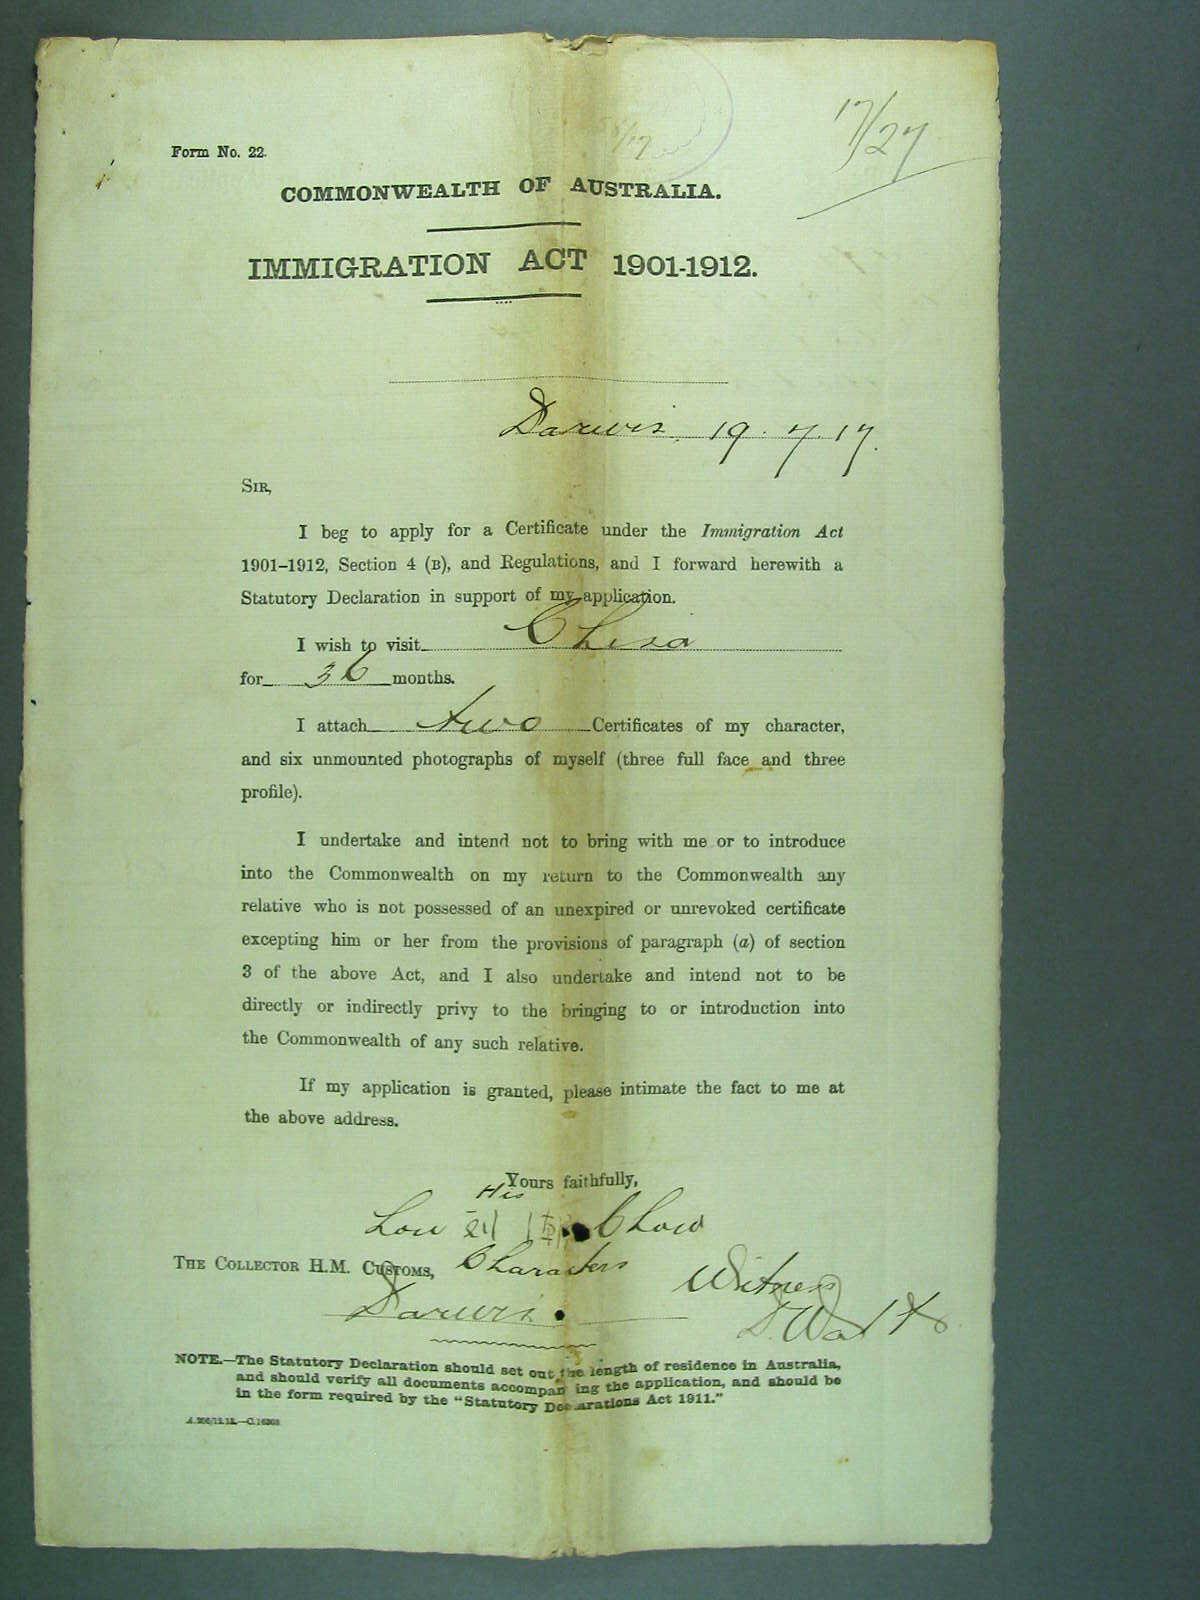 17/27
Form No. 22.
COMMONWEALTH OF AUSTRALIA.
IMMIGRATION ACT 1901-1912.
Darwin, 19.7.17.
SIR,
I beg to apply for a Certificate under the Immigration Act
1901–1912, Section 4 (B), and Regulations, and I forward herewith a
Statutory Declaration in support of my application.
I wish to visit China
for 36 months.
I attach two Certificates of my character,
and six unmounted photographs of myself (three full face and three
profile).
I undertake and intend not to bring with me or to introduce
into the Commonwealth on my return to the Commonwealth any
relative who is not possessed of an unexpired or unrevoked certificate
excepting him or her from the provisions of paragraph (a) of section
3 of the above Act, and I also undertake and intend not to be
directly or indirectly privy to the bringing to or introduction into
the Commonwealth of any such relative.
If my application is granted, please intimate the fact to me at
the above address.
Yours faithfully,
His
Lou Chow
Characters
THE COLLECTOR H.M. CUSTOMS,
Witness
Darwin.
NOTE.—The Statutory Declaration should set out the length of residence in Australia,
and should verify all documents accompanying the application, and should be
in the form required by the "Statutory Declarations Act 1911."